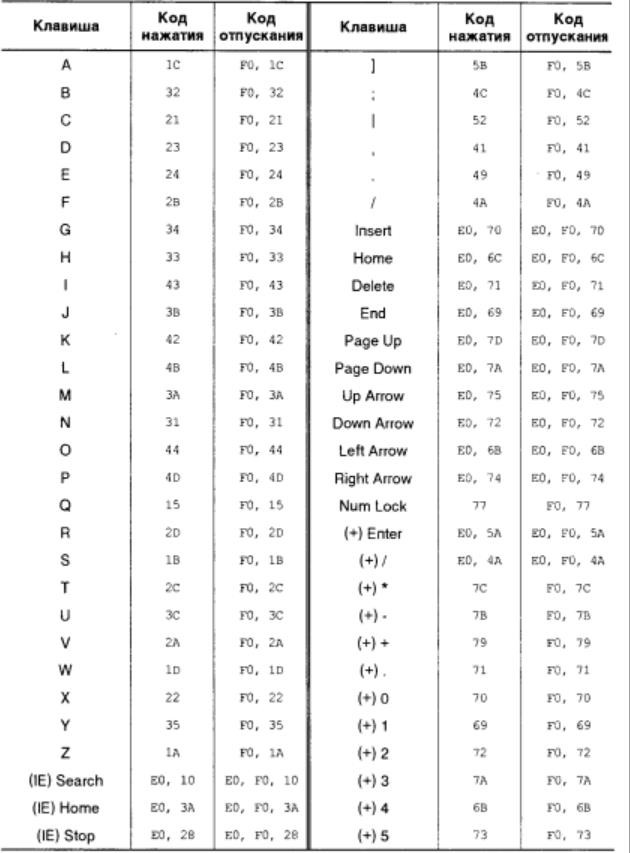 Клавиша Код нажатия Код отпускания Клавиша Код нажатия Код отпускания
A 1C F0, 1C ] 5B F0, 5B
B 32 F0, 32 ; 4C F0, 4C
C 21 F0, 21 | 52 F0, 52
D 23 F0, 23 , 41 F0, 41
E 24 F0, 24 . 49 F0, 49
F 2B F0, 2B / 4A F0, 4A
G 34 F0, 34 Insert E0, 70 E0, F0, 7D
H 33 F0, 33 Home E0, 6C E0, F0, 6C
I 43 F0, 43 Delete E0, 71 E0, F0, 71
J 3B F0, 3B End E0, 69 E0, F0, 69
K 42 F0, 42 Page Up E0, 7D E0, F0, 7D
L 4B F0, 4B Page Down E0, 7A E0, F0, 7A
M 3A F0, 3A Up Arrow E0, 75 E0, F0, 75
N 31 F0, 31 Down Arrow E0, 72 E0, F0, 72
O 44 F0, 44 Left Arrow E0, 6B E0, F0, 6B
P 4D F0, 4D Right Arrow E0, 74 E0, F0, 74
Q 15 F0, 15 Num Lock 77 F0, 77
R 2D F0, 2D (+) Enter E0, 5A E0, F0, 5A
S 1B F0, 1B (+) / E0, 4A E0, F0, 4A
T 2C F0, 2C (+) * 7C F0, 7C
U 3C F0, 3C (+) - 7B F0, 7B
V 2A F0, 2A (+) + 79 F0, 79
W 1D F0, 1D (+) . 71 F0, 71
X 22 F0, 22 (+) 0 70 F0, 70
Y 35 F0, 35 (+) 1 69 F0, 69
Z 1A F0, 1A (+) 2 72 F0, 72
(IE) Search E0, 10 E0, F0, 10 (+) 3 7A F0, 7A
(IE) Home E0, 3A E0, F0, 3A (+) 4 6B F0, 6B
(IE) Stop E0, 28 E0, F0, 28 (+) 5 73 F0, 73